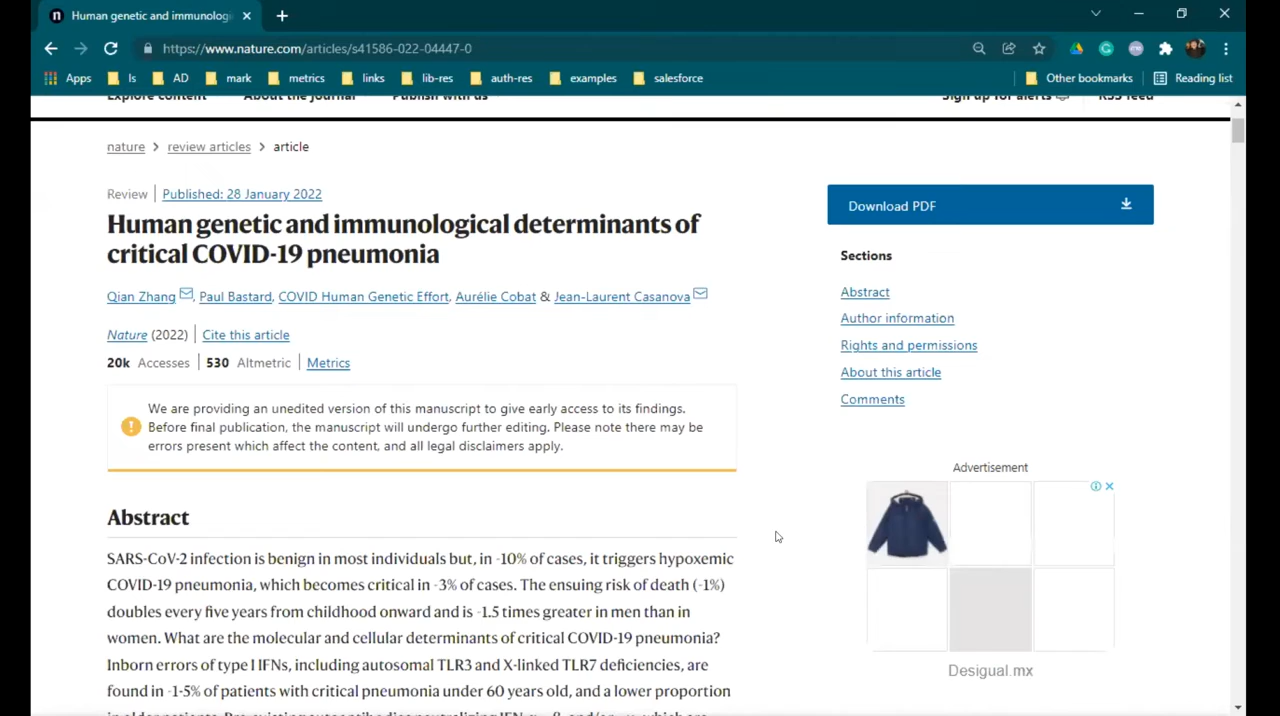 Human genetic and immunologi
https://www.nature.com/articles/s41586-022-04447-0
Apps ls AD mark metrics links lib-res auth-res examples salesforce Other bookmarks Reading list
Explore content About the journal Publish with us Sign up for alerts RSS feed
nature > review articles > article
Review | Published: 28 January 2022
Human genetic and immunological determinants of
critical COVID-19 pneumonia
Qian Zhang, Paul Bastard, COVID Human Genetic Effort, Aurélie Cobat & Jean-Laurent Casanova
Nature (2022) | Cite this article
20k Accesses | 530 Altmetric | Metrics
We are providing an unedited version of this manuscript to give early access to its findings.
Before final publication, the manuscript will undergo further editing. Please note there may be
errors present which affect the content, and all legal disclaimers apply.
Abstract
SARS-CoV-2 infection is benign in most individuals but, in ~10% of cases, it triggers hypoxemic
COVID-19 pneumonia, which becomes critical in ~3% of cases. The ensuing risk of death (~1%)
doubles every five years from childhood onward and is ~1.5 times greater in men than in
women. What are the molecular and cellular determinants of critical COVID-19 pneumonia?
Inborn errors of type I IFNs, including autosomal TLR3 and X-linked TLR7 deficiencies, are
found in ~1-5% of patients with critical pneumonia under 60 years old, and a lower proportion
Download PDF
Sections
Abstract
Author information
Rights and permissions
About this article
Comments
Advertisement
Desigual.mx